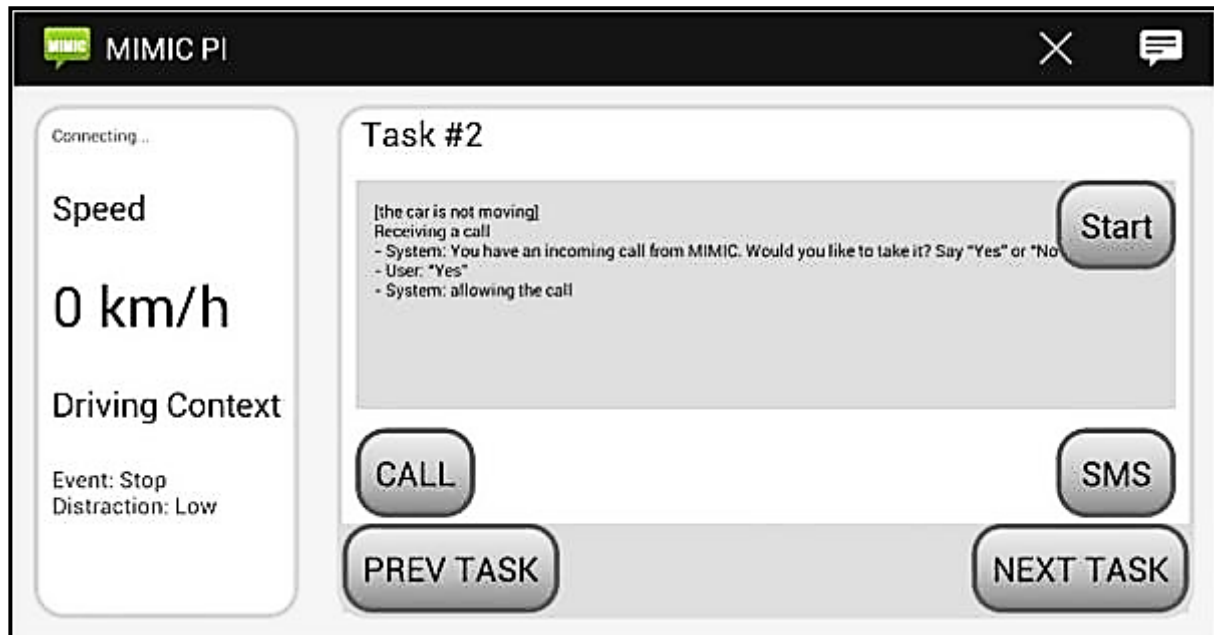 MIMIC MIMIC PI
Connecting...
Speed
0 km/h
Driving Context
Event: Stop
Distraction: Low
Task #2
[the car is not moving]
Receiving a call
- System: You have an incoming call from MIMIC. Would you like to take it? Say "Yes" or "No
- User: "Yes"
- System: allowing the call
Start
CALL
SMS
PREV TASK
NEXT TASK